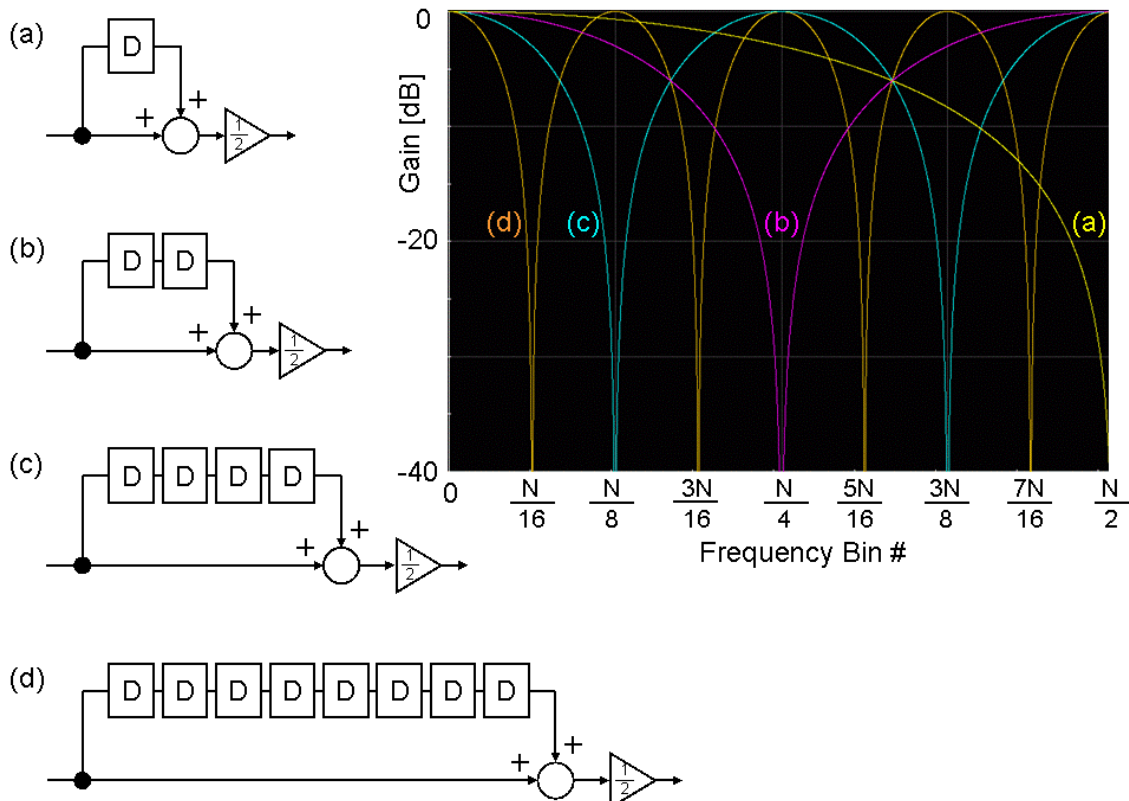 (a)
D
+
+
1/2
(b)
D D
+
+
1/2
(c)
D D D D
+
+
1/2
(d)
D D D D D D D D
+
+
1/2
Gain [dB]
0
-20
-40
(d) (c) (b) (a)
0 N/16 N/8 3N/16 N/4 5N/16 3N/8 7N/16 N/2
Frequency Bin #